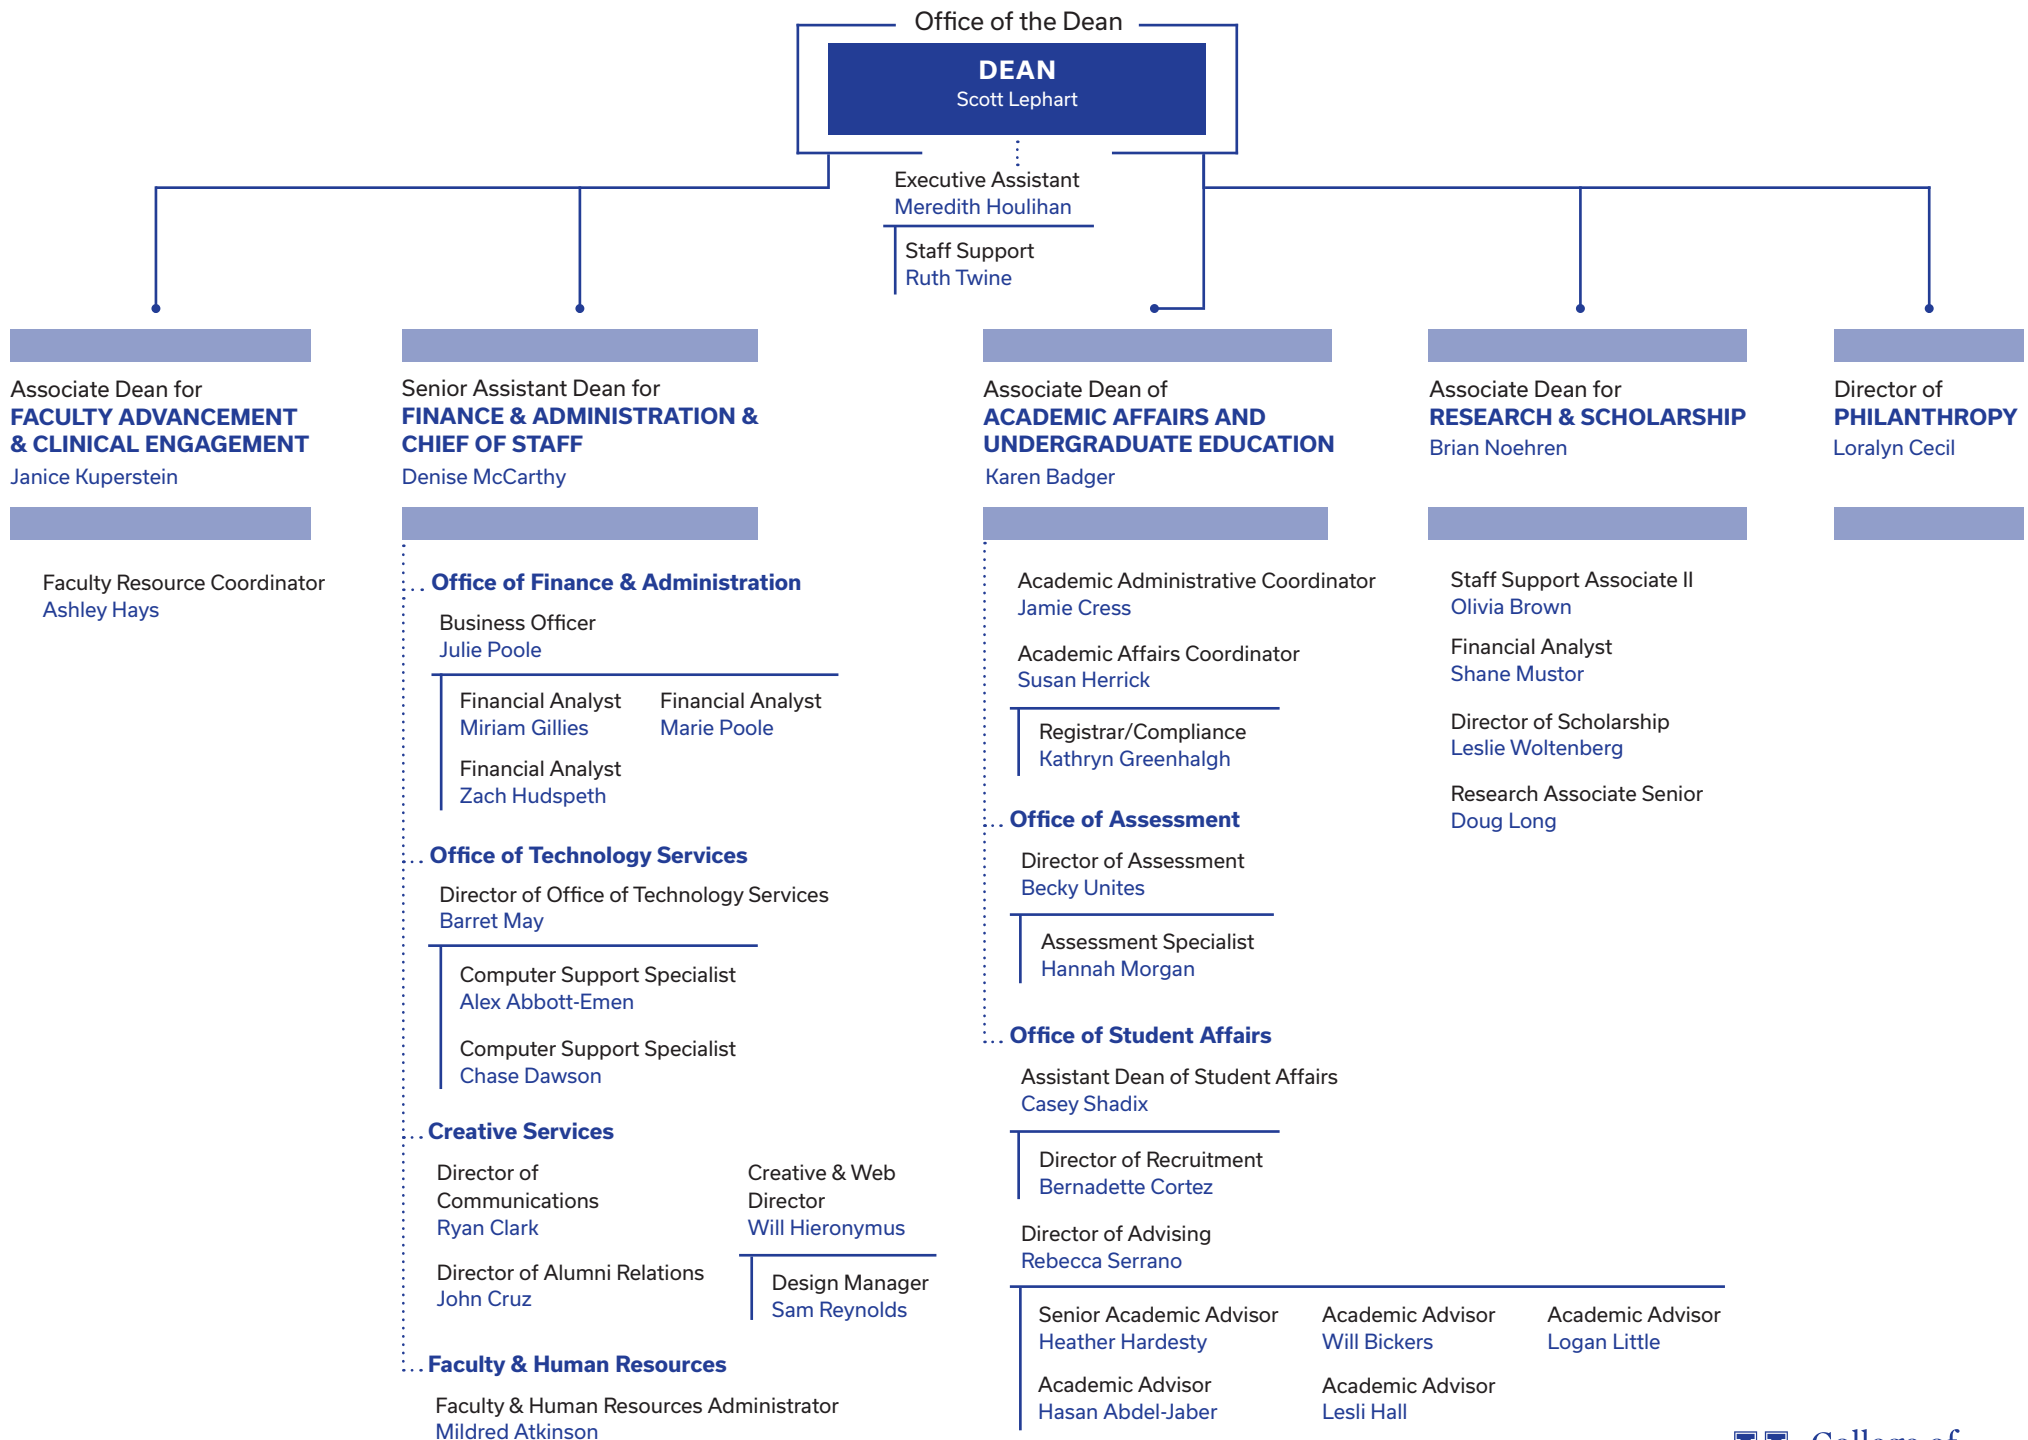 Office of the Dean
DEAN
Scott Lephart
Executive Assistant
Meredith Houlihan
Staff Support
Ruth Twine
Associate Dean for
FACULTY ADVANCEMENT
& CLINICAL ENGAGEMENT
Janice Kuperstein
Faculty Resource Coordinator
Ashley Hays
Senior Assistant Dean for
FINANCE & ADMINISTRATION &
CHIEF OF STAFF
Denise McCarthy
Office of Finance & Administration
Business Officer
Julie Poole
Financial Analyst
Miriam Gillies
Financial Analyst
Marie Poole
Financial Analyst
Zach Hudspeth
Office of Technology Services
Director of Office of Technology Services
Barret May
Computer Support Specialist
Alex Abbott-Emen
Computer Support Specialist
Chase Dawson
Creative Services
Director of
Communications
Ryan Clark
Director of Alumni Relations
John Cruz
Creative & Web
Director
Will Hieronymus
Design Manager
Sam Reynolds
Faculty & Human Resources
Faculty & Human Resources Administrator
Mildred Atkinson
Associate Dean of
ACADEMIC AFFAIRS AND
UNDERGRADUATE EDUCATION
Karen Badger
Academic Administrative Coordinator
Jamie Cress
Academic Affairs Coordinator
Susan Herrick
Registrar/Compliance
Kathryn Greenhalgh
Office of Assessment
Director of Assessment
Becky Unites
Assessment Specialist
Hannah Morgan
Office of Student Affairs
Assistant Dean of Student Affairs
Casey Shadix
Director of Recruitment
Bernadette Cortez
Director of Advising
Rebecca Serrano
Senior Academic Advisor
Heather Hardesty
Academic Advisor
Will Bickers
Academic Advisor
Logan Little
Academic Advisor
Hasan Abdel-Jaber
Academic Advisor
Lesli Hall
Associate Dean for
RESEARCH & SCHOLARSHIP
Brian Noehren
Staff Support Associate II
Olivia Brown
Financial Analyst
Shane Mustor
Director of Scholarship
Leslie Woltenberg
Research Associate Senior
Doug Long
Director of
PHILANTHROPY
Loralyn Cecil
College of